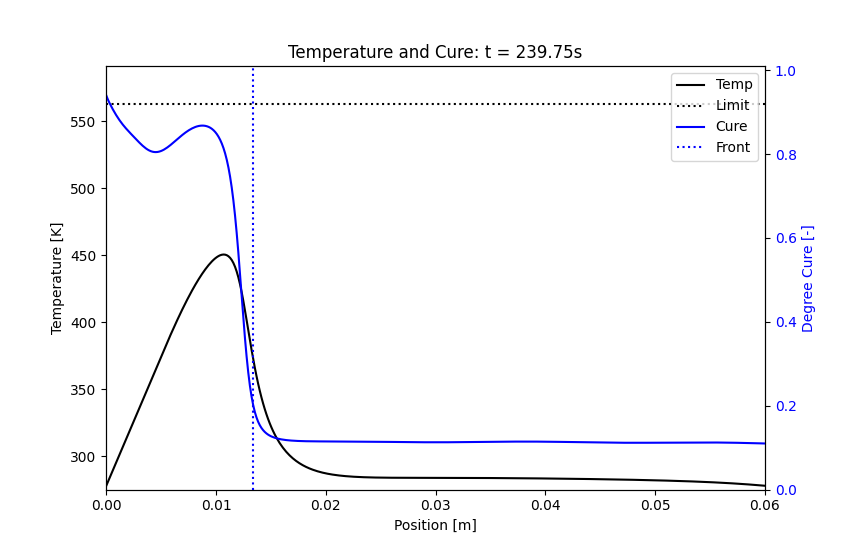 Temperature and Cure: t = 239.75s
Temp
Limit
Cure
Front
Temperature [K]
550
500
450
400
350
300
Degree Cure [-]
1.0
0.8
0.6
0.4
0.2
0.0
0.00 0.01 0.02 0.03 0.04 0.05 0.06
Position [m]